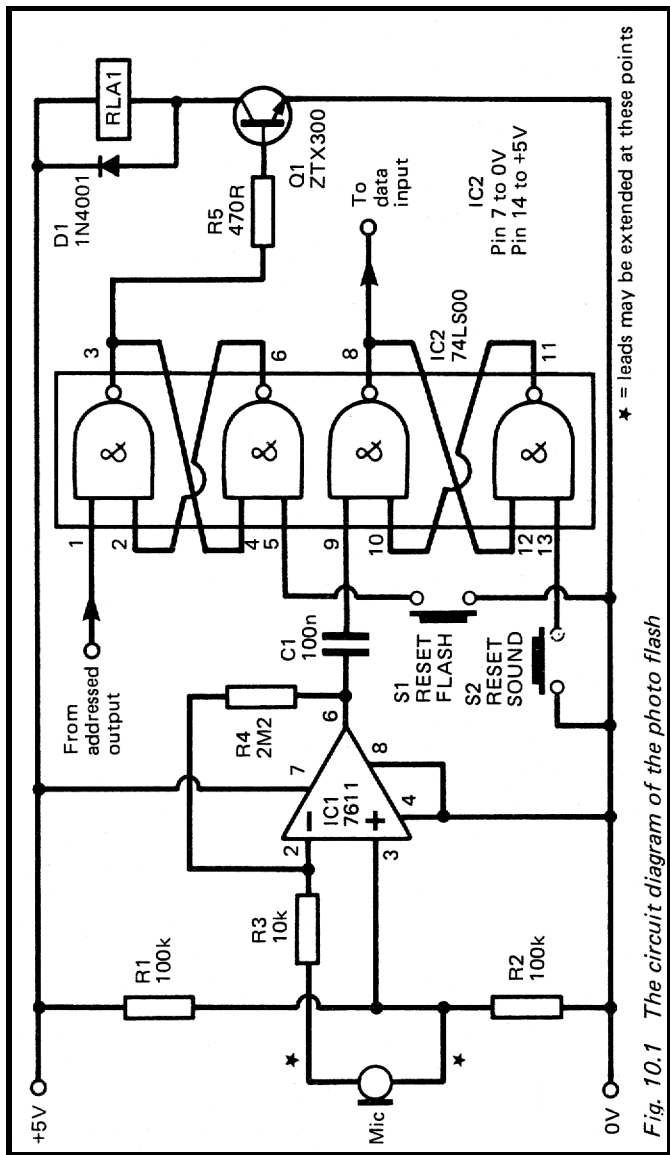 +5V
R1
100k
Mic
★
★
R2
100k
0V
R3
10k
R4
2M2
2
3
7
6
8
4
−
+
IC1
7611
C1
100n
From
addressed
output
S1
RESET
FLASH
S2
RESET
SOUND
1
2
4
5
9
10
12
13
&
&
&
&
3
6
8
11
IC2
74LS00
D1
1N4001
RLA1
R5
470R
Q1
ZTX300
To
data
input
IC2
Pin 7 to 0V
Pin 14 to +5V
★ = leads may be extended at these points
Fig. 10.1 The circuit diagram of the photo flash